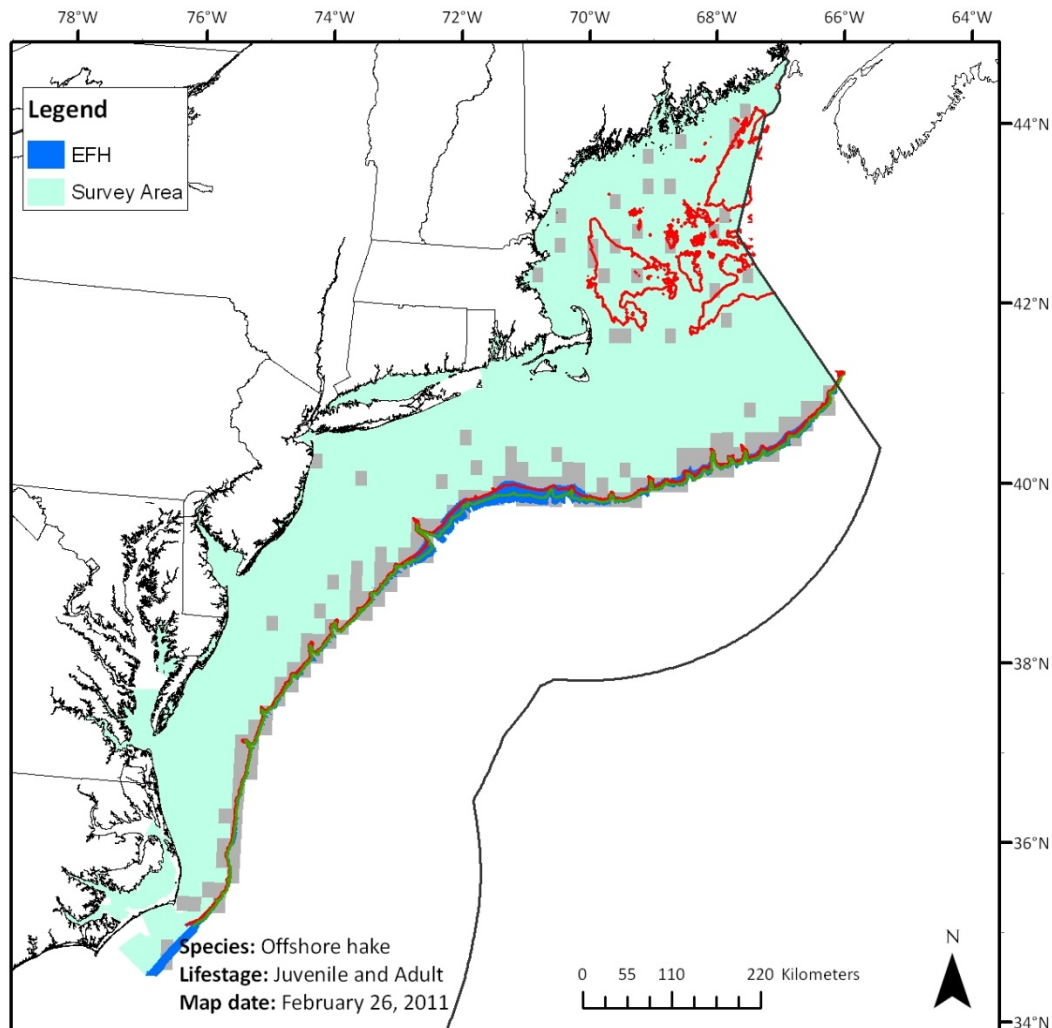 78°W 76°W 74°W 72°W 70°W 68°W 66°W 64°W
Legend
EFH
Survey Area
44°N
42°N
40°N
38°N
36°N
34°N
Species: Offshore hake
Lifestage: Juvenile and Adult
Map date: February 26, 2011
0 55 110 220 Kilometers
N